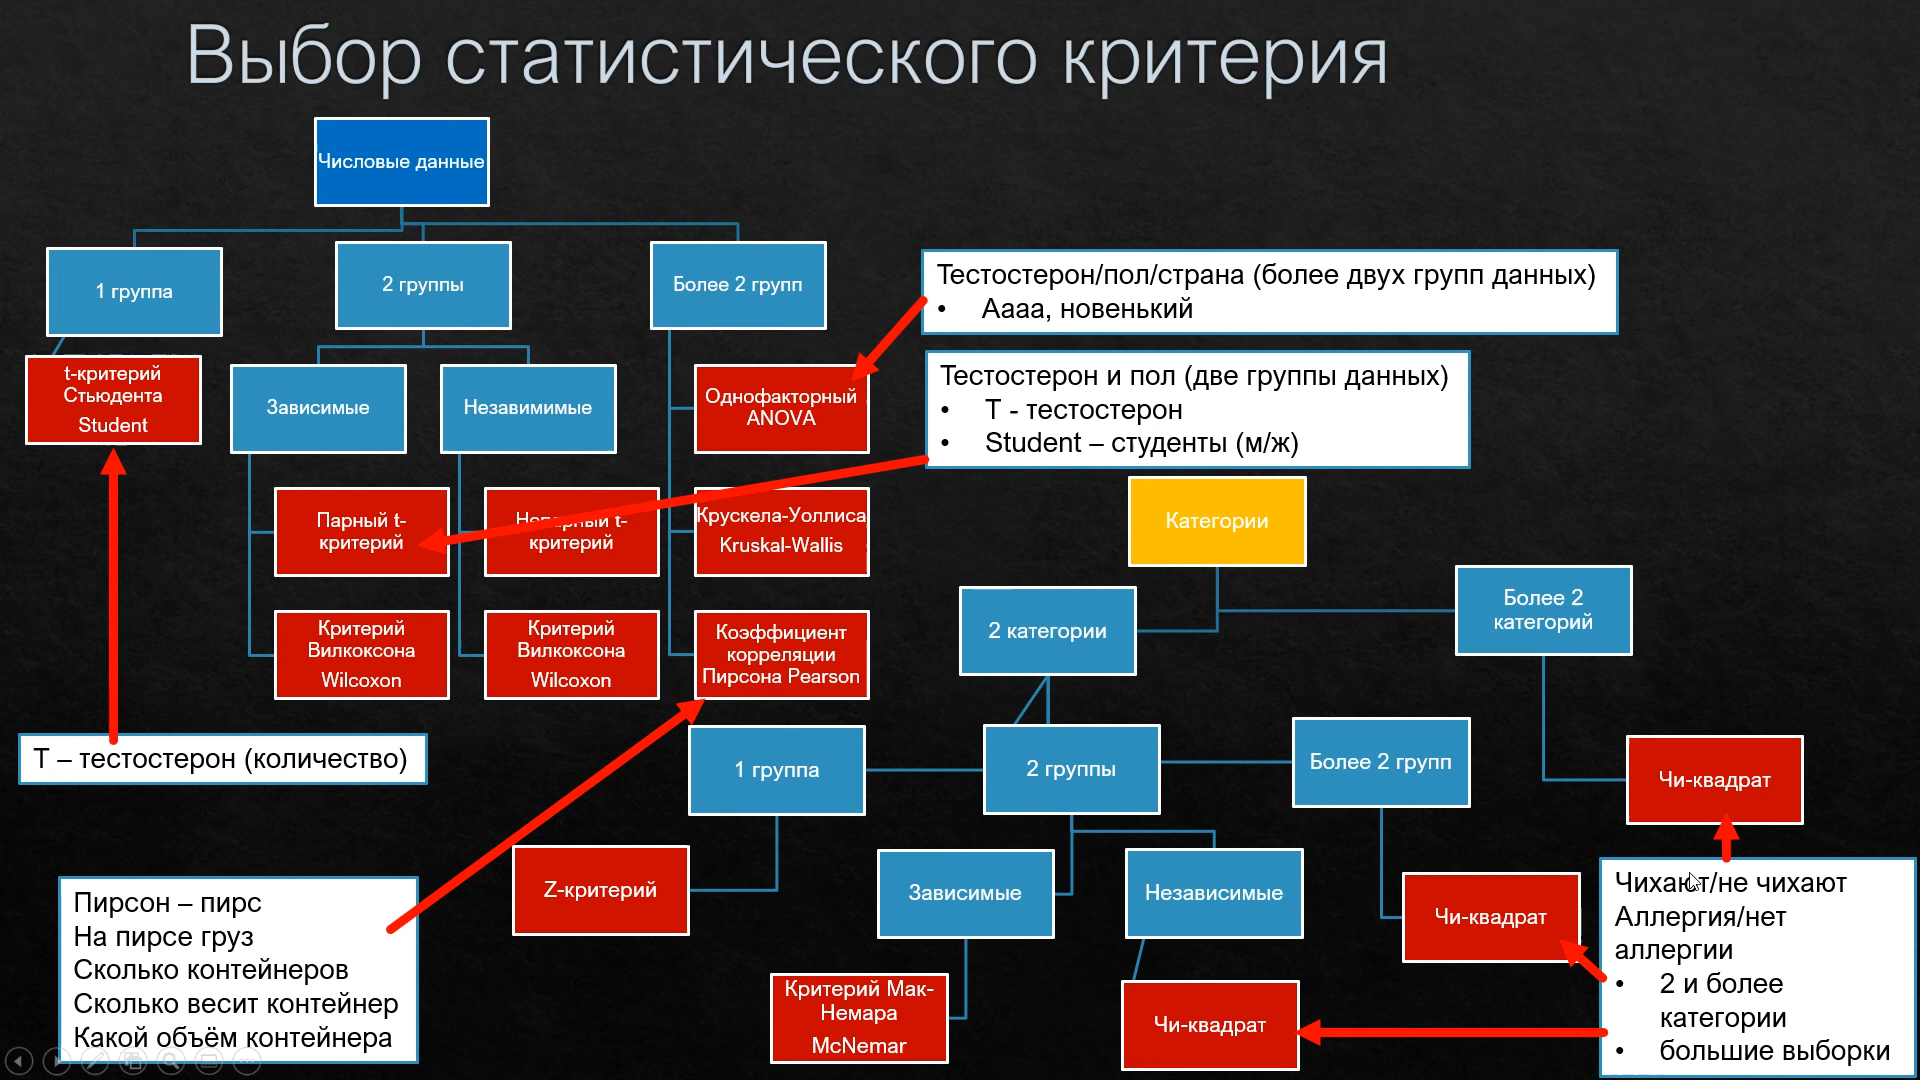 Выбор статистического критерия
Числовые данные
1 группа
2 группы
Более 2 групп
t-критерий
Стьюдента
Student
Зависимые
Незавимимые
Однофакторный
ANOVA
Парный t-
критерий
Непарный t-
критерий
Крускела-Уоллиса
Kruskal-Wallis
Критерий
Вилкоксона
Wilcoxon
Критерий
Вилкоксона
Wilcoxon
Коэффициент
корреляции
Пирсона Pearson
Тестостерон/пол/страна (более двух групп данных)
• Аааа, новенький
Тестостерон и пол (две группы данных)
• Т - тестостерон
• Student – студенты (м/ж)
Т – тестостерон (количество)
Пирсон – пирс
На пирсе груз
Сколько контейнеров
Сколько весит контейнер
Какой объём контейнера
Категории
2 категории
Более 2
категорий
1 группа
2 группы
Более 2 групп
Чи-квадрат
Z-критерий
Зависимые
Независимые
Чи-квадрат
Критерий Мак-
Немара
McNemar
Чи-квадрат
Чихают/не чихают
Аллергия/нет
аллергии
• 2 и более
категории
• большие выборки